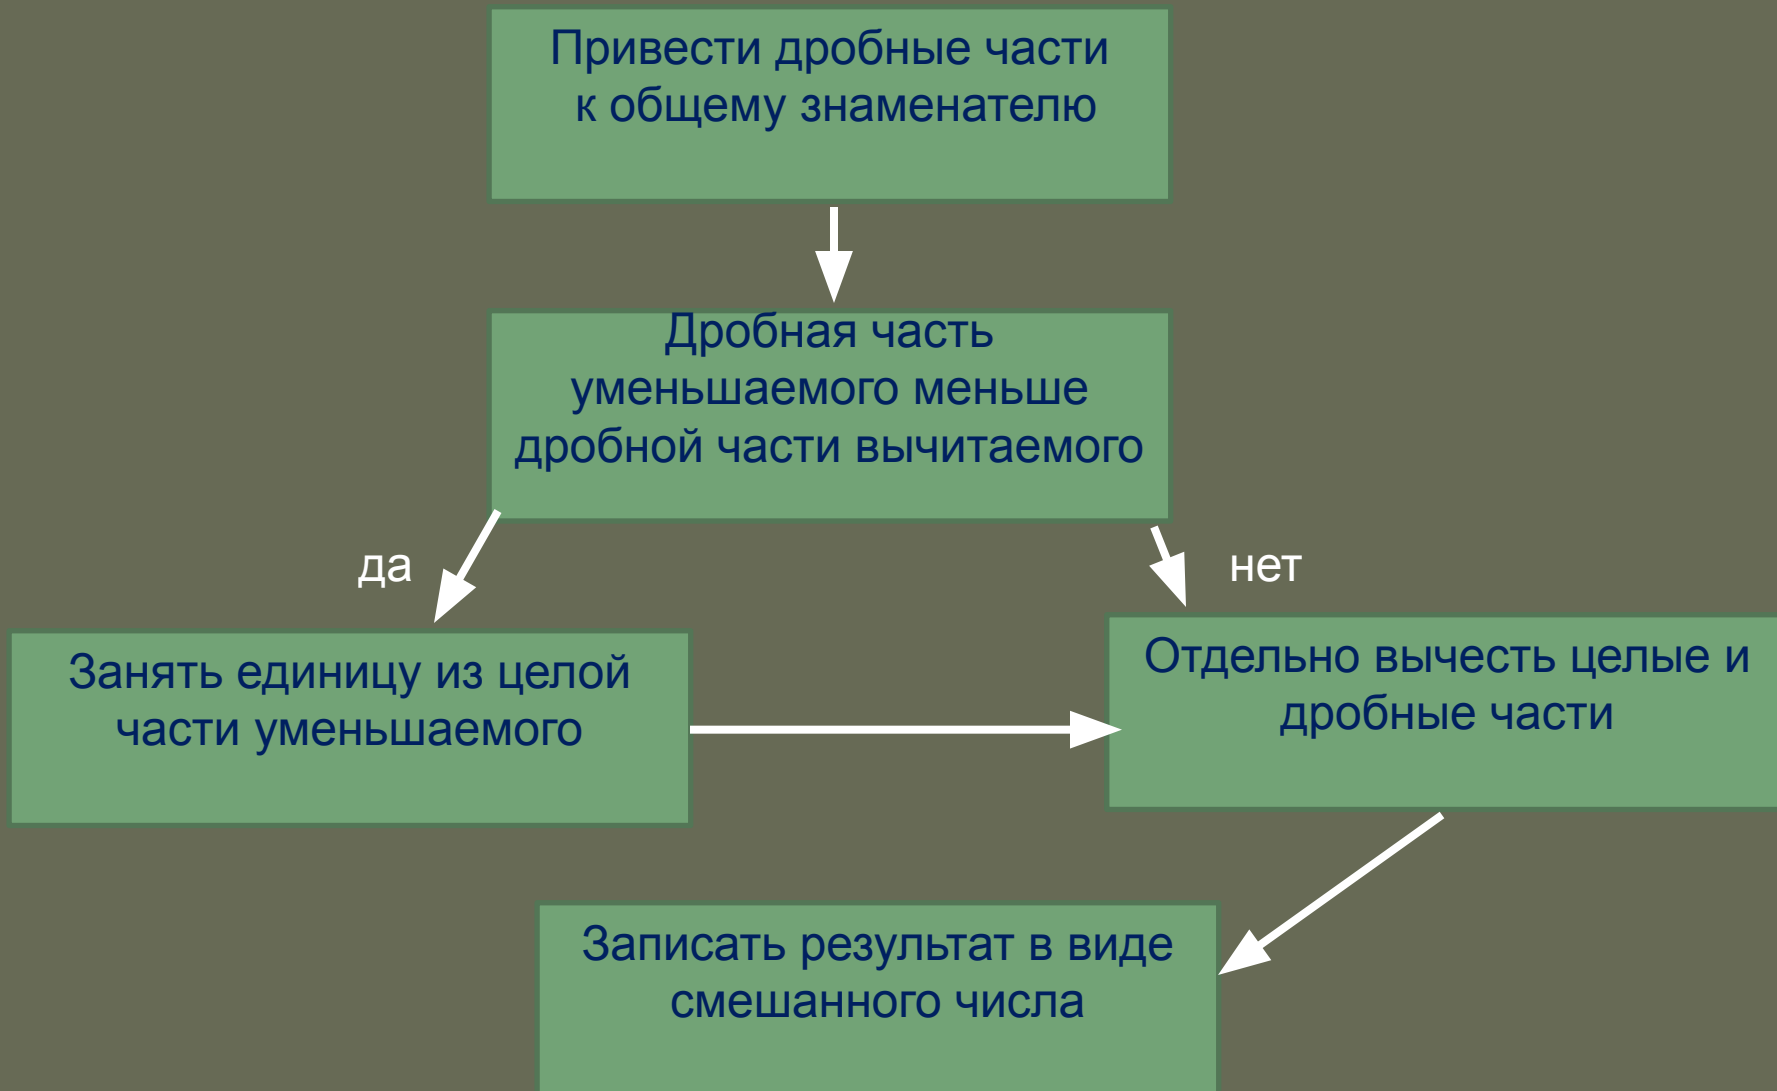 Привести дробные части
к общему знаменателю
Дробная часть
уменьшаемого меньше
дробной части вычитаемого
да
нет
Занять единицу из целой
части уменьшаемого
Отдельно вычесть целые и
дробные части
Записать результат в виде
смешанного числа